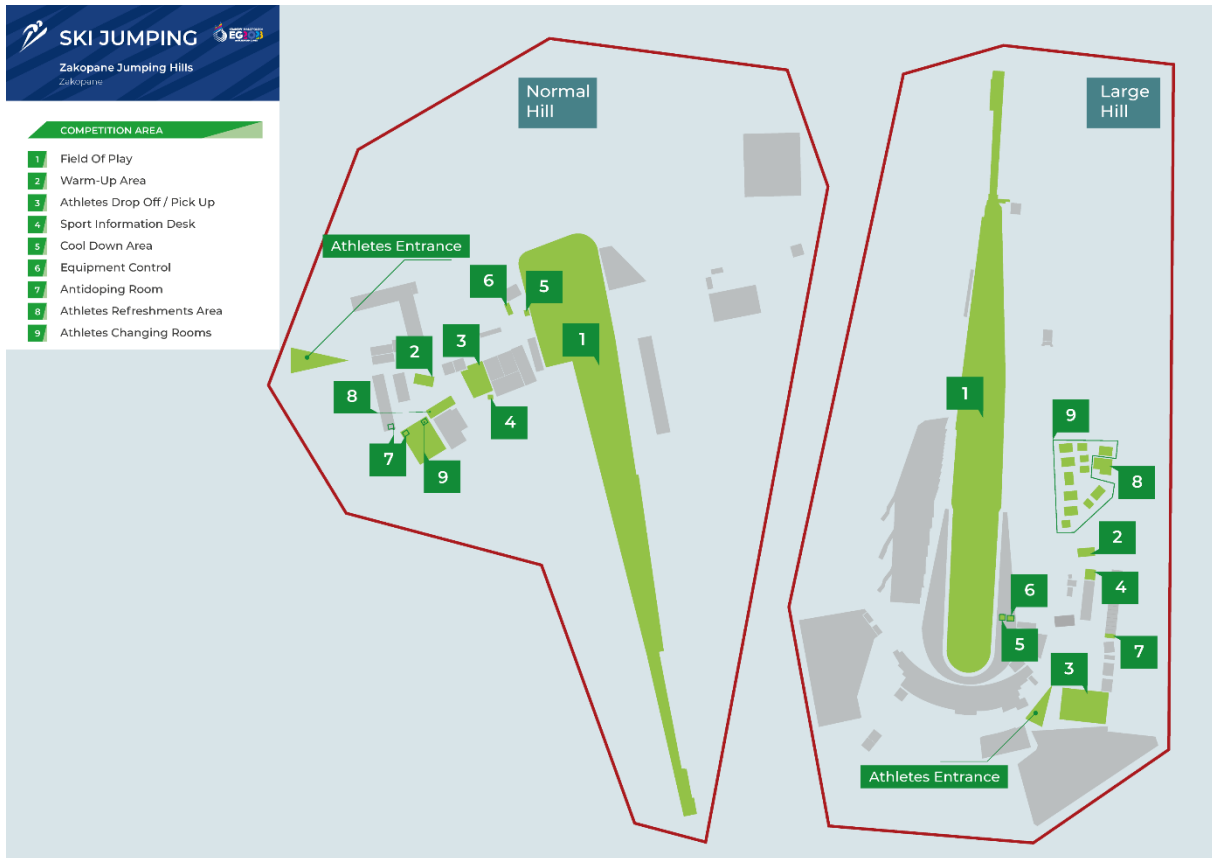 SKI JUMPING
EG2023
Zakopane Jumping Hills
Zakopane
COMPETITION AREA
1 Field Of Play
2 Warm-Up Area
3 Athletes Drop Off / Pick Up
4 Sport Information Desk
5 Cool Down Area
6 Equipment Control
7 Antidoping Room
8 Athletes Refreshments Area
9 Athletes Changing Rooms
Normal
Hill
Athletes Entrance
6
5
1
3
2
8
4
7
9
Large
Hill
1
9
8
2
4
6
5
7
3
Athletes Entrance